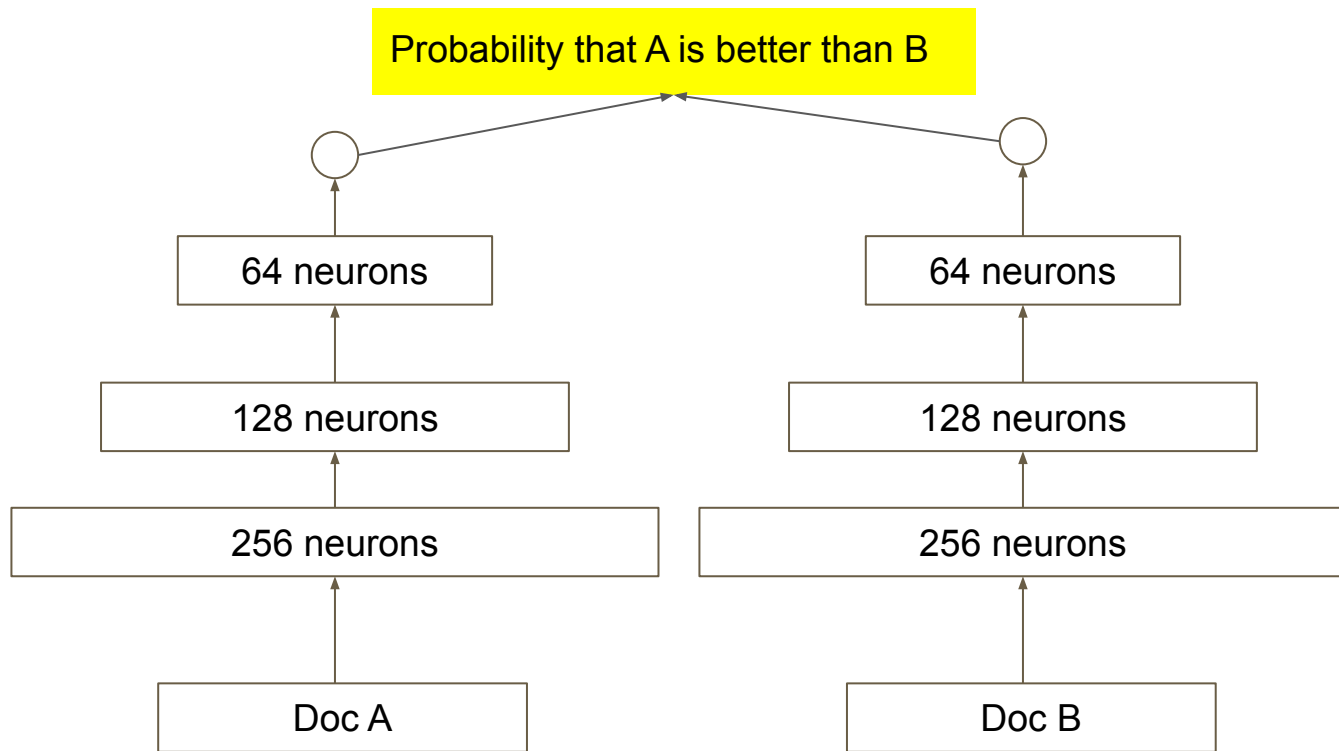 Probability that A is better than B
64 neurons
64 neurons
128 neurons
128 neurons
256 neurons
256 neurons
Doc A
Doc B